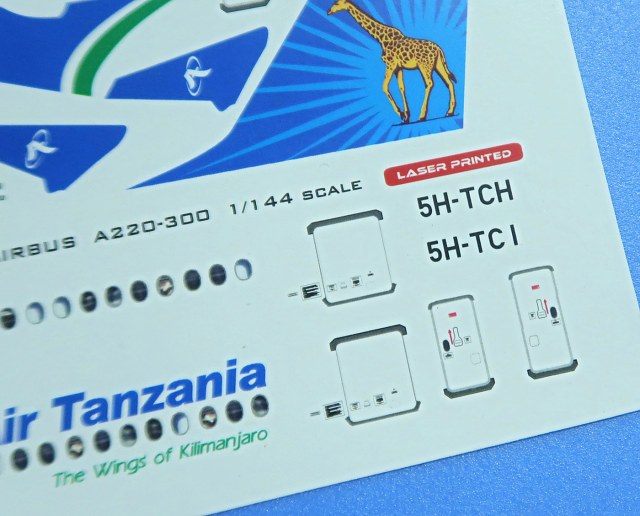 LASER PRINTED
AIRBUS A220-300 1/144 SCALE
5H-TCH
5H-TCI
Air Tanzania
The Wings of Kilimanjaro